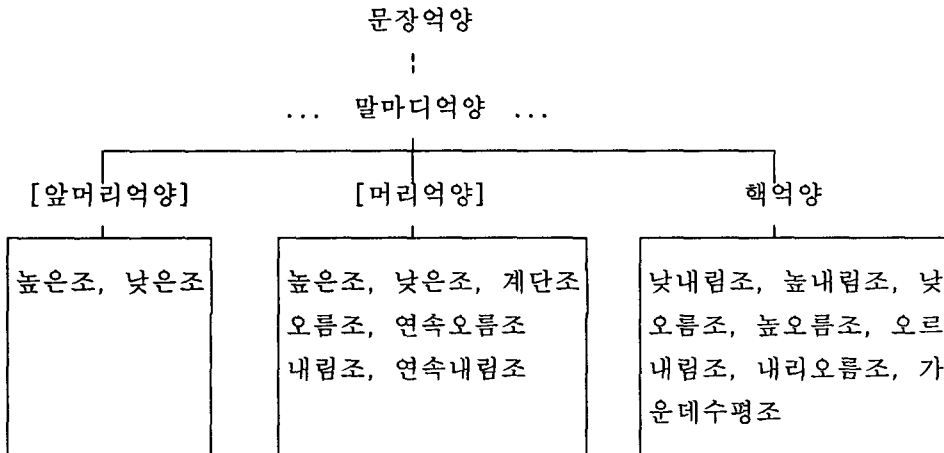 문장억양
... 말마디억양 ...
[앞머리억양] [머리억양] 핵억양
높은조, 낮은조 높은조, 낮은조, 계단조 낮내림조, 높내림조, 낮
오름조, 연속오름조 오름조, 높오름조, 오르
내림조, 연속내림조 내림조, 내리오름조, 가
운데수평조